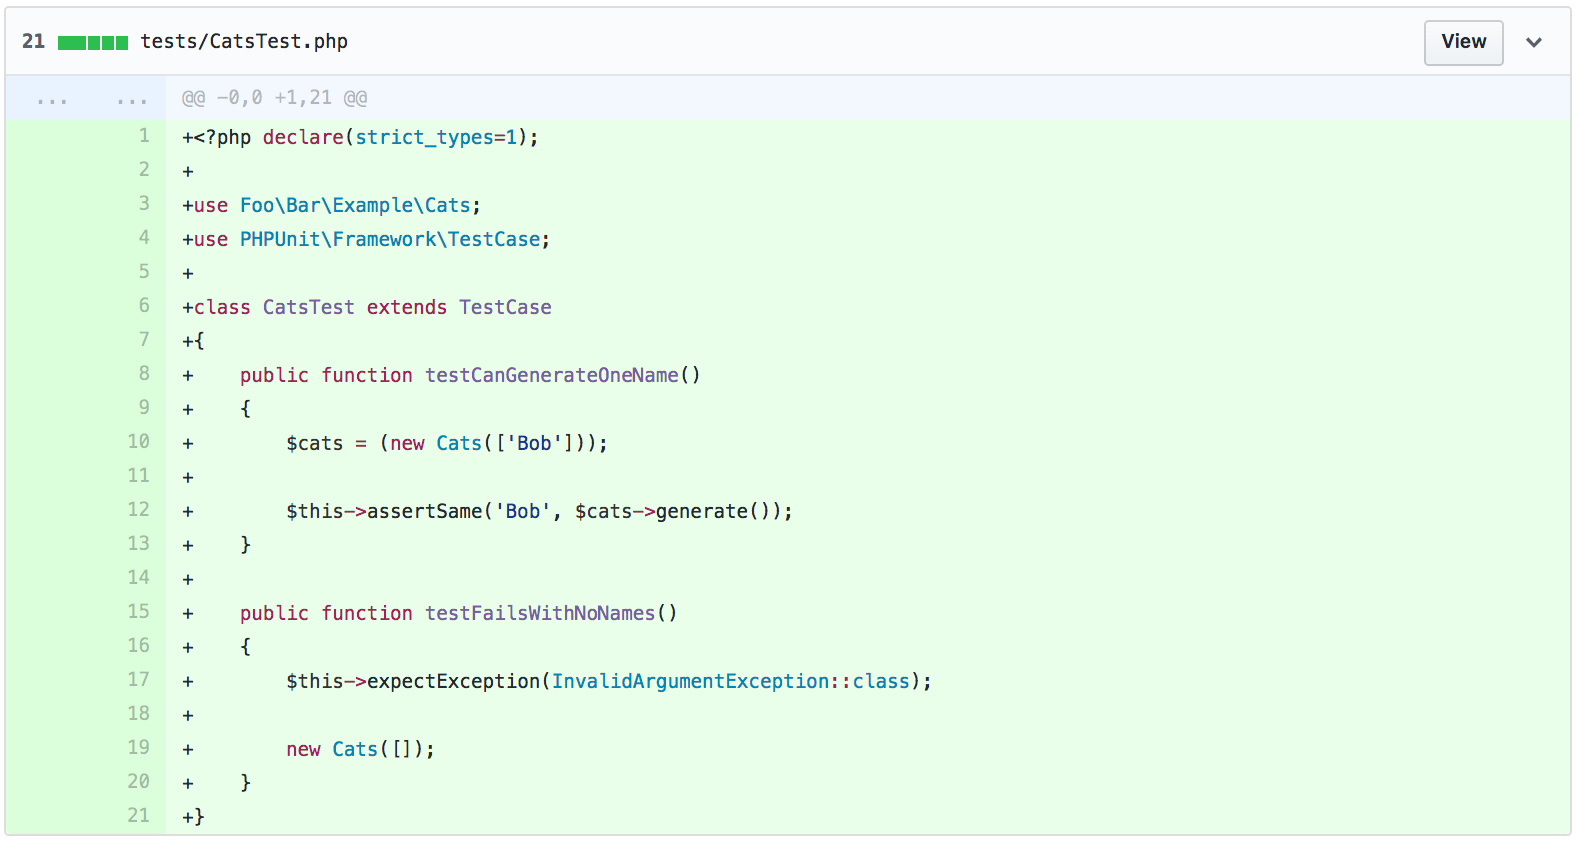 21 tests/CatsTest.php View
... ... @@ -0,0 +1,21 @@
1 +<?php declare(strict_types=1);
2 +
3 +use Foo\Bar\Example\Cats;
4 +use PHPUnit\Framework\TestCase;
5 +
6 +class CatsTest extends TestCase
7 +{
8 +    public function testCanGenerateOneName()
9 +    {
10 +        $cats = (new Cats(['Bob']));
11 +
12 +        $this->assertSame('Bob', $cats->generate());
13 +    }
14 +
15 +    public function testFailsWithNoNames()
16 +    {
17 +        $this->expectException(InvalidArgumentException::class);
18 +
19 +        new Cats([]);
20 +    }
21 +}